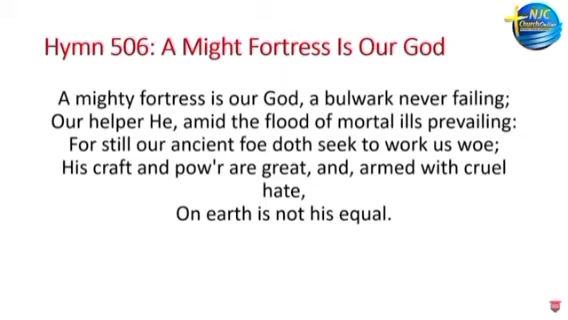 NJC
Church Online
Hymn 506: A Might Fortress Is Our God
A mighty fortress is our God, a bulwark never failing;
Our helper He, amid the flood of mortal ills prevailing:
For still our ancient foe doth seek to work us woe;
His craft and pow'r are great, and, armed with cruel
hate,
On earth is not his equal.